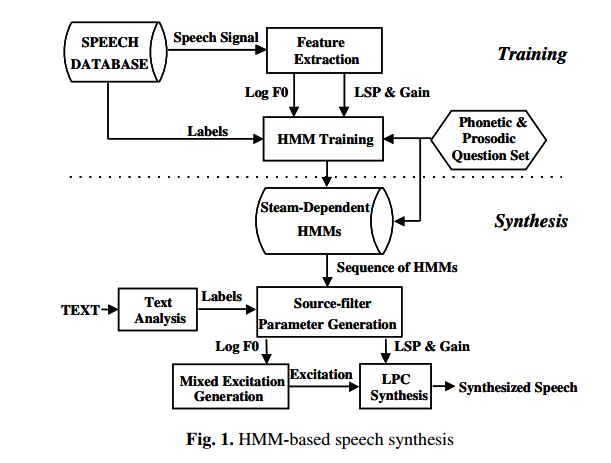 SPEECH
DATABASE
Speech Signal
Feature
Extraction
Training
Log F0
LSP & Gain
Labels
HMM Training
Phonetic &
Prosodic
Question Set
Steam-Dependent
HMMs
Synthesis
Sequence of HMMs
TEXT
Text
Analysis
Labels
Source-filter
Parameter Generation
Log F0
LSP & Gain
Mixed Excitation
Generation
Excitation
LPC
Synthesis
Synthesized Speech
Fig. 1. HMM-based speech synthesis